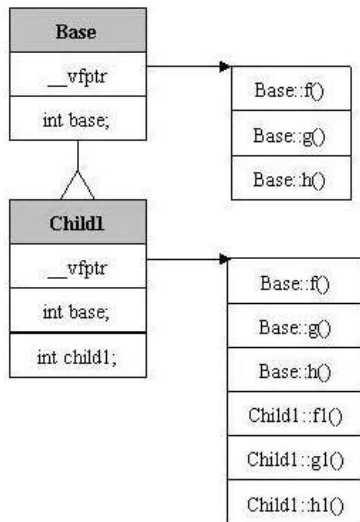 Base
__vfptr
int base;
Base::f()
Base::g()
Base::h()
Child1
__vfptr
int base;
int child1;
Base::f()
Base::g()
Base::h()
Child1::f1()
Child1::g1()
Child1::h1()